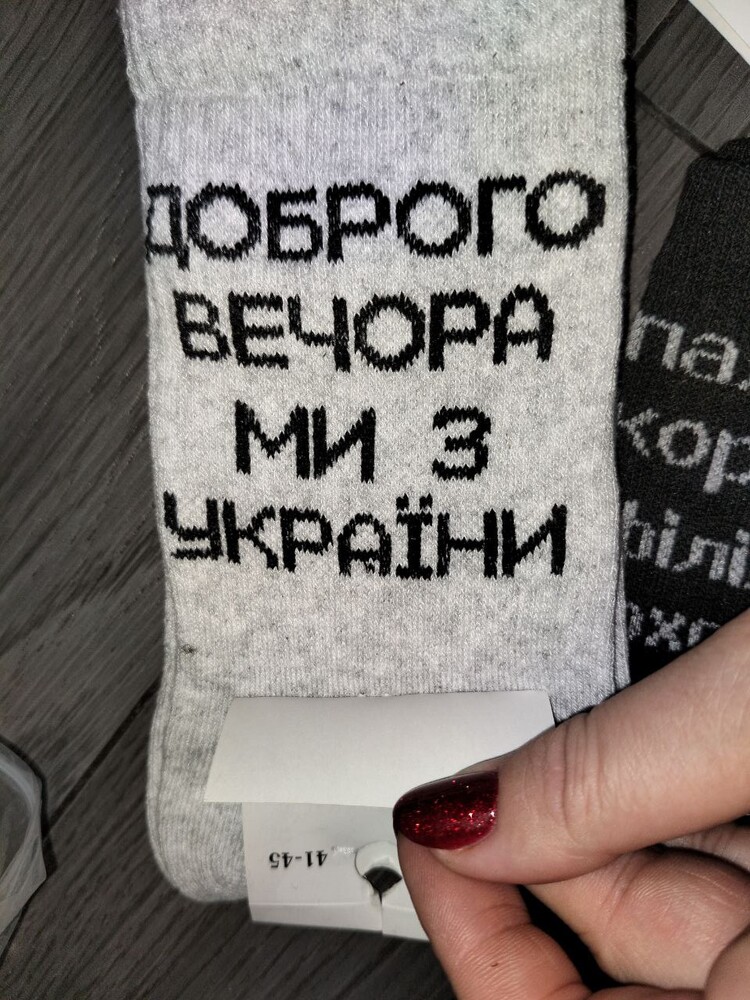 ДОБРОГО
ВЕЧОРА
МИ З
УКРАЇНИ
41-45